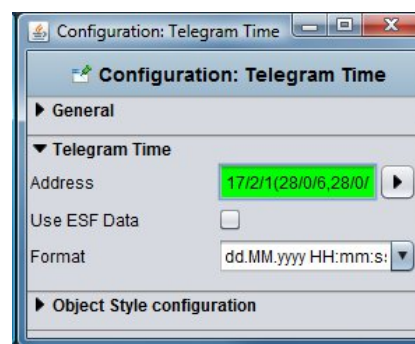 Configuration: Telegram Time
Configuration: Telegram Time
General
Telegram Time
Address 17/2/1(28/0/6,28/0/
Use ESF Data
Format dd.MM.yyyy HH:mm:s
Object Style configuration